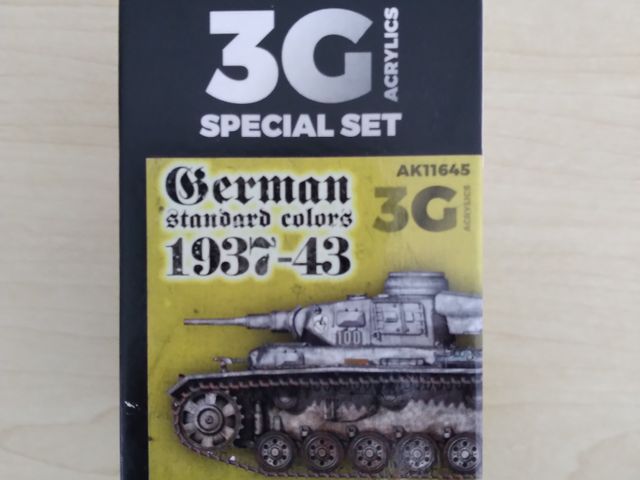 3G
ACRYLICS
SPECIAL SET
AK11645
German
standard colors
1937-43
3G
ACRYLICS
100